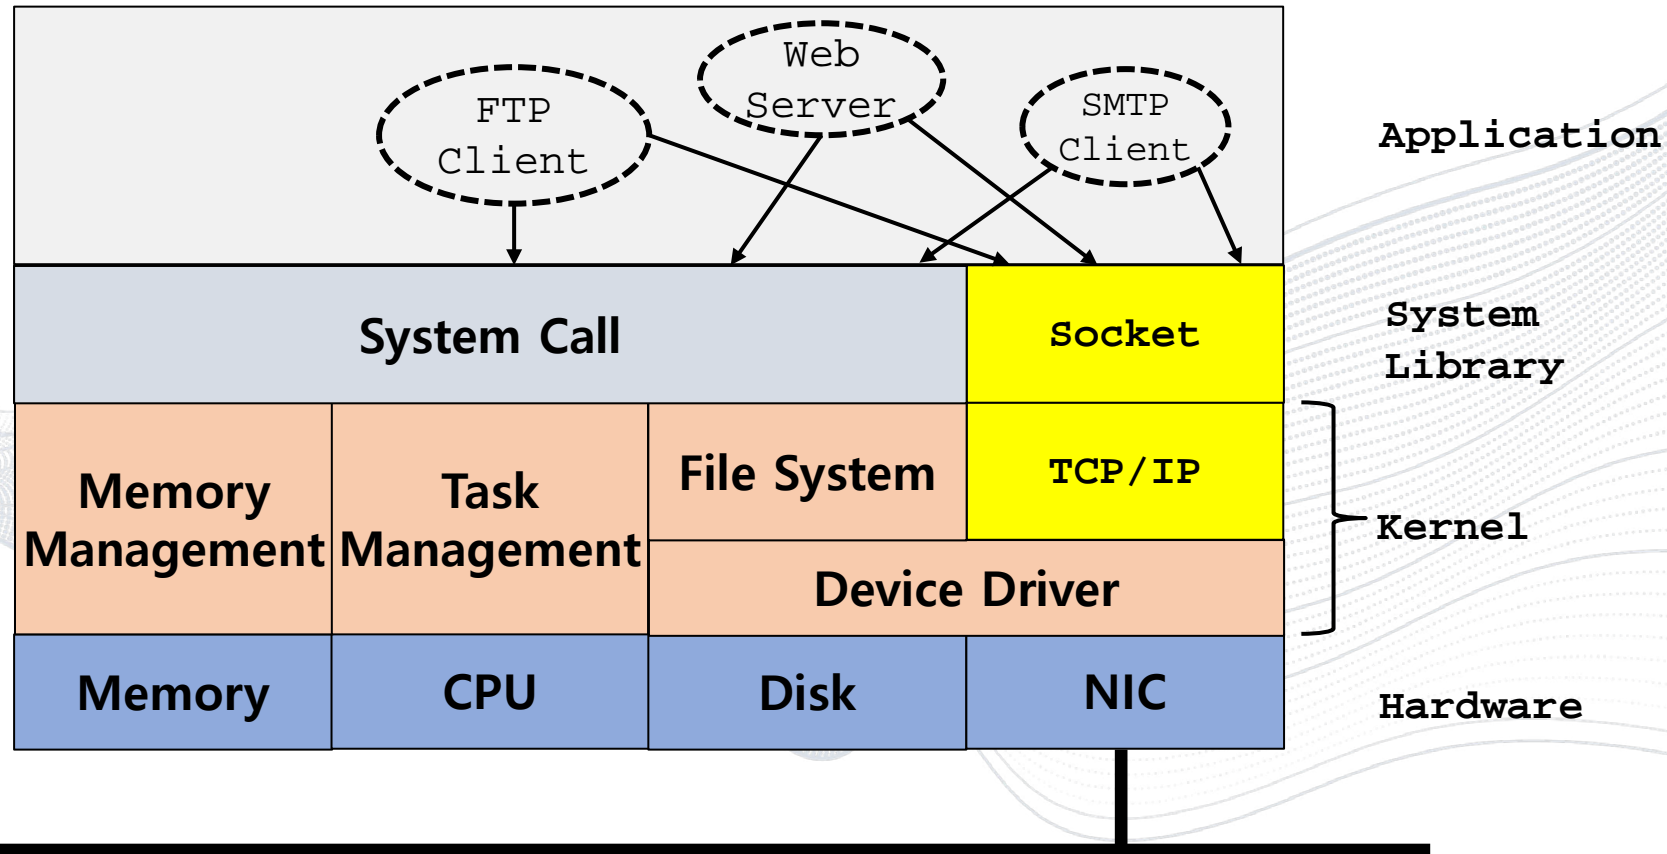 Web
Server
FTP
Client
SMTP
Client
Application
System Call
Socket
System
Library
Memory
Management
Task
Management
File System
TCP/IP
Device Driver
Kernel
Memory
CPU
Disk
NIC
Hardware